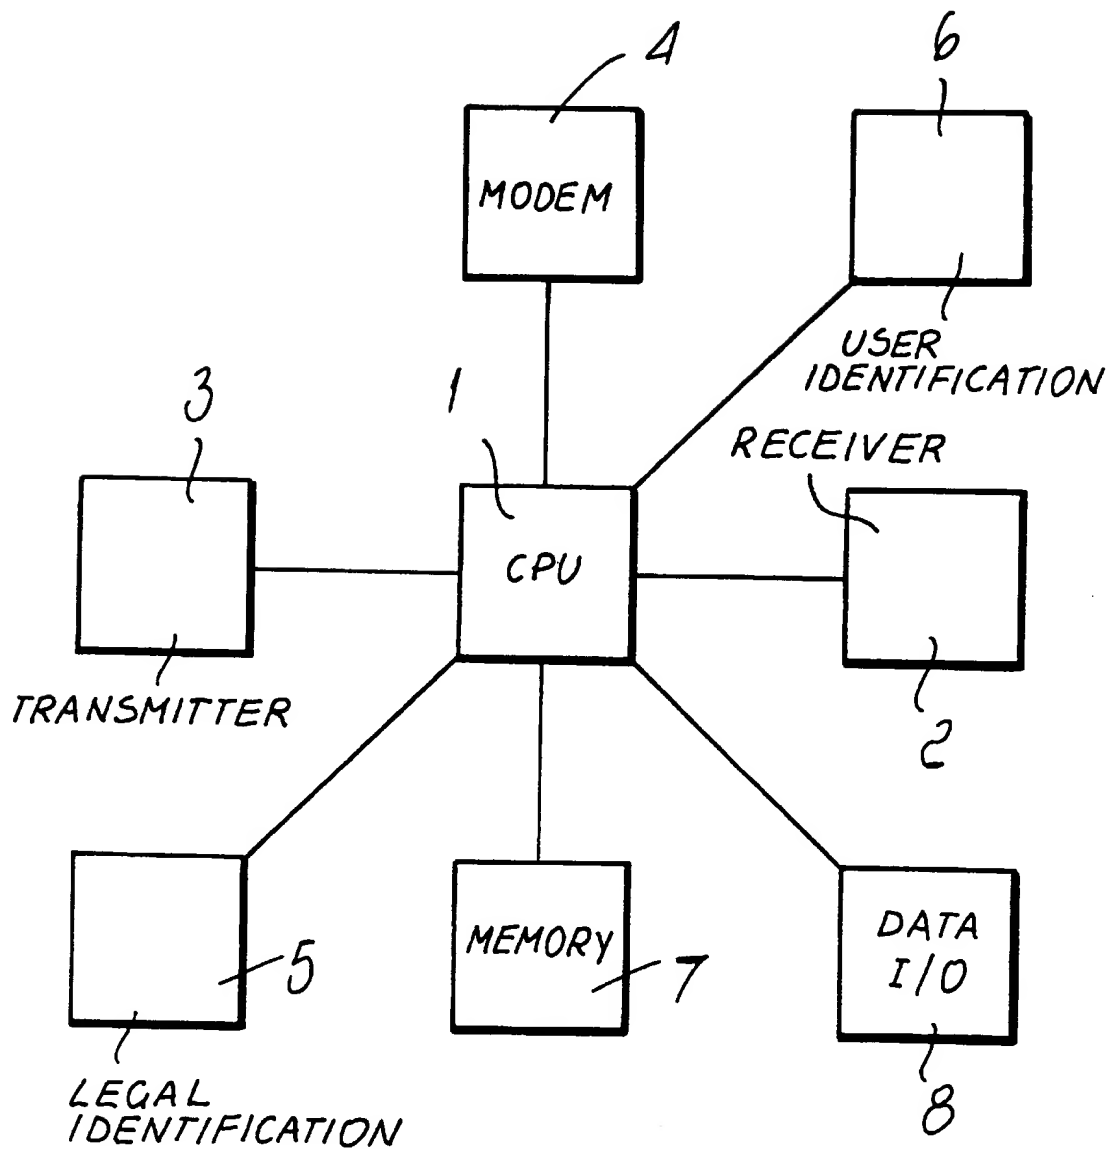 4
6
MODEM
USER
IDENTIFICATION
3
1
RECEIVER
CPU
TRANSMITTER
2
5
MEMORY
7
DATA
I/O
LEGAL
IDENTIFICATION
8